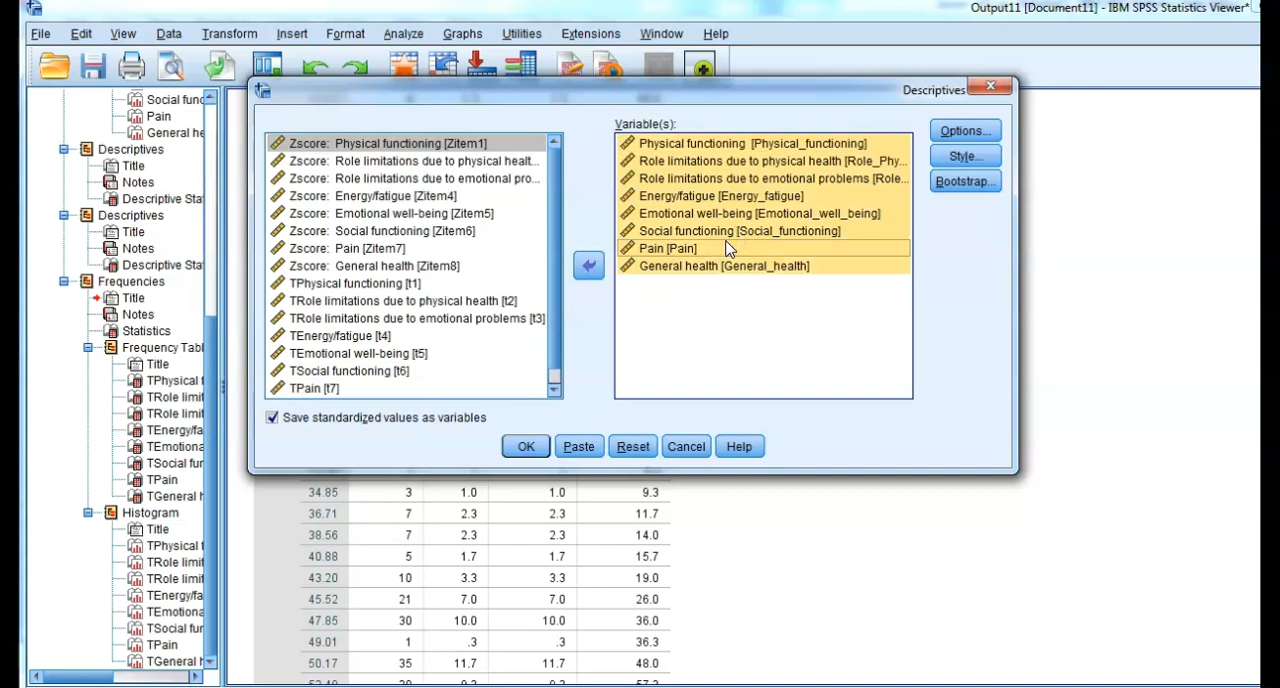 Output11 [Document11] - IBM SPSS Statistics Viewer*
File Edit View Data Transform Insert Format Analyze Graphs Utilities Extensions Window Help
Social func
Pain
General he
Descriptives
Title
Notes
Descriptive Sta
Descriptives
Title
Notes
Descriptive Sta
Frequencies
Title
Notes
Statistics
Frequency Tabl
Title
TPhysical f
TRole limit
TRole limit
TEnergy/fa
TEmotiona
TSocial fur
TPain
TGeneral h
Histogram
Title
TPhysical f
TRole limit
TRole limit
TEnergy/fa
TEmotiona
TSocial fur
TPain
TGeneral h
Descriptives
Zscore: Physical functioning [Zitem1]
Zscore: Role limitations due to physical healt...
Zscore: Role limitations due to emotional pro...
Zscore: Energy/fatigue [Zitem4]
Zscore: Emotional well-being [Zitem5]
Zscore: Social functioning [Zitem6]
Zscore: Pain [Zitem7]
Zscore: General health [Zitem8]
TPhysical functioning [t1]
TRole limitations due to physical health [t2]
TRole limitations due to emotional problems [t3]
TEnergy/fatigue [t4]
TEmotional well-being [t5]
TSocial functioning [t6]
TPain [t7]
Variable(s):
Physical functioning [Physical_functioning]
Role limitations due to physical health [Role_Phy...
Role limitations due to emotional problems [Role...
Energy/fatigue [Energy_fatigue]
Emotional well-being [Emotional_well_being]
Social functioning [Social_functioning]
Pain [Pain]
General health [General_health]
Options...
Style...
Bootstrap...
Save standardized values as variables
OK Paste Reset Cancel Help
34.85 3 1.0 1.0 9.3
36.71 7 2.3 2.3 11.7
38.56 7 2.3 2.3 14.0
40.88 5 1.7 1.7 15.7
43.20 10 3.3 3.3 19.0
45.52 21 7.0 7.0 26.0
47.85 30 10.0 10.0 36.0
49.01 1 .3 .3 36.3
50.17 35 11.7 11.7 48.0